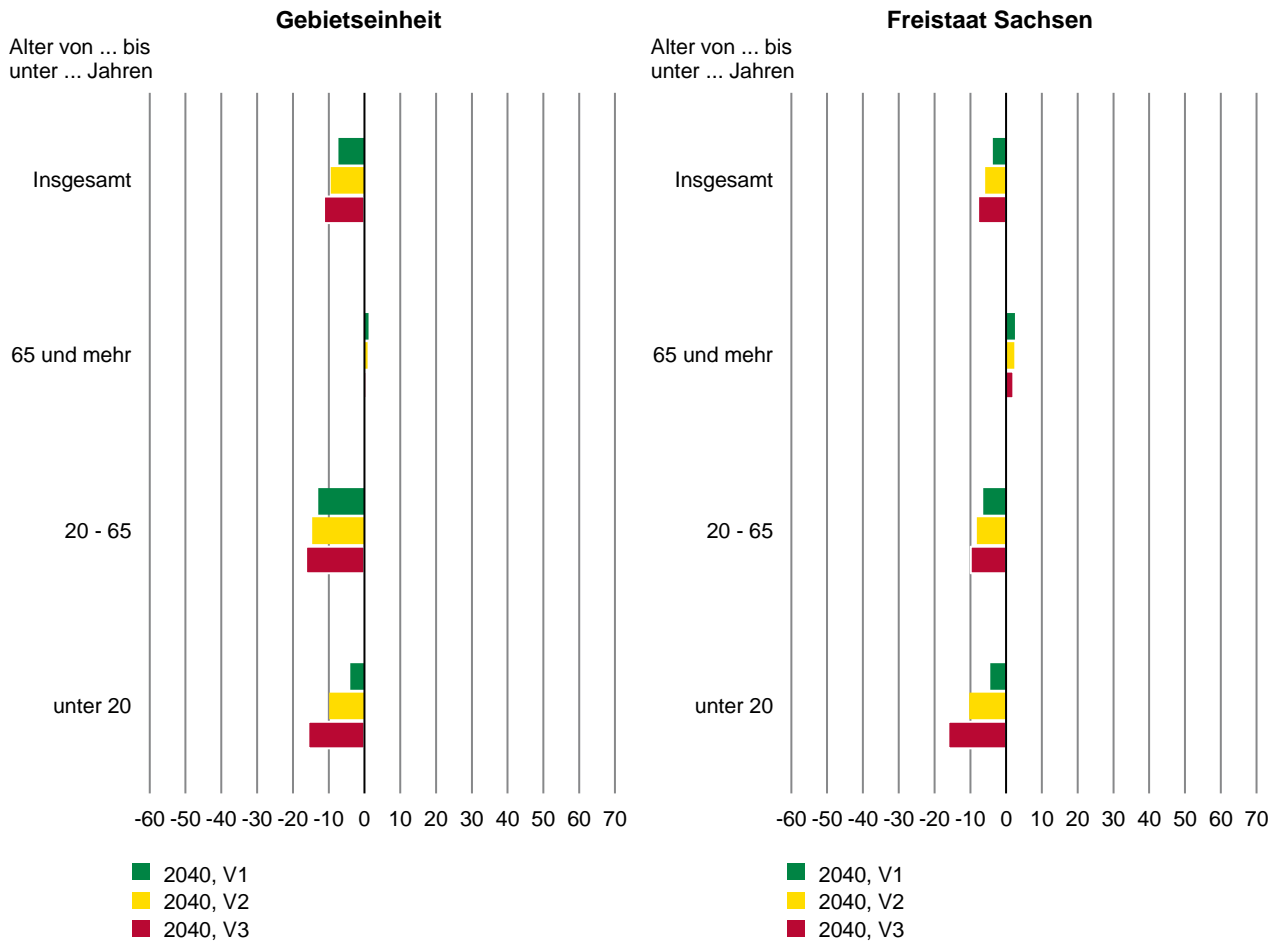 Gebietseinheit
Alter von ... bis
unter ... Jahren
Insgesamt
65 und mehr
20 - 65
unter 20
-60 -50 -40 -30 -20 -10 0 10 20 30 40 50 60 70
2040, V1
2040, V2
2040, V3
Freistaat Sachsen
Alter von ... bis
unter ... Jahren
Insgesamt
65 und mehr
20 - 65
unter 20
-60 -50 -40 -30 -20 -10 0 10 20 30 40 50 60 70
2040, V1
2040, V2
2040, V3